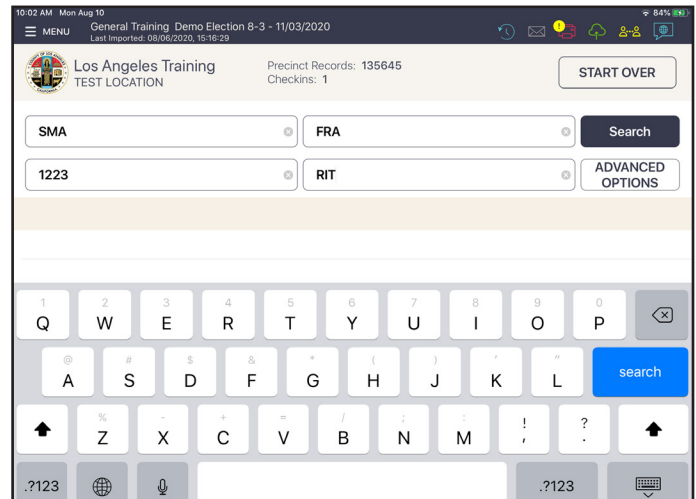 10:02 AM Mon Aug 10
84%
MENU
General Training Demo Election 8-3 - 11/03/2020
Last Imported: 08/06/2020, 15:16:29
Los Angeles Training
TEST LOCATION
Precinct Records: 135645
Checkins: 1
START OVER
SMA
FRA
Search
1223
RIT
ADVANCED
OPTIONS
1 2 3 4 5 6 7 8 9 0
Q W E R T Y U I O P
@ # $ & * ( ) ' "
A S D F G H J K L
search
% - + = / ; : ! ?
Z X C V B N M , .
.?123
.?123